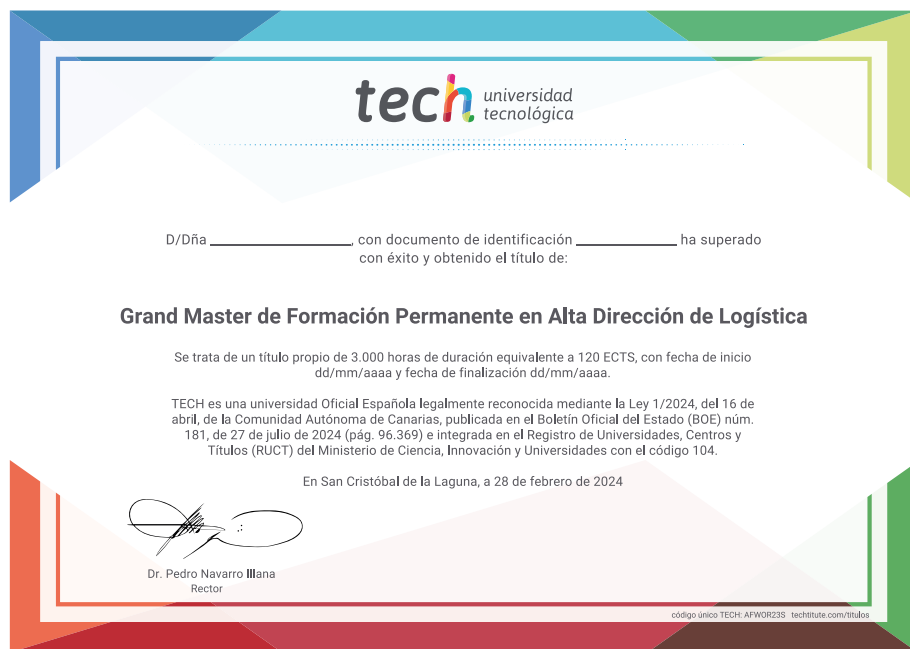 tech universidad
tecnológica
D/Dña ____________________, con documento de identificación ______________ ha superado
con éxito y obtenido el título de:
Grand Master de Formación Permanente en Alta Dirección de Logística
Se trata de un título propio de 3.000 horas de duración equivalente a 120 ECTS, con fecha de inicio
dd/mm/aaaa y fecha de finalización dd/mm/aaaa.
TECH es una universidad Oficial Española legalmente reconocida mediante la Ley 1/2024, del 16 de
abril, de la Comunidad Autónoma de Canarias, publicada en el Boletín Oficial del Estado (BOE) núm.
181, de 27 de julio de 2024 (pág. 96.369) e integrada en el Registro de Universidades, Centros y
Títulos (RUCT) del Ministerio de Ciencia, Innovación y Universidades con el código 104.
En San Cristóbal de la Laguna, a 28 de febrero de 2024
Dr. Pedro Navarro Illana
Rector
código único TECH: AFWOR23S techtitute.com/titulos